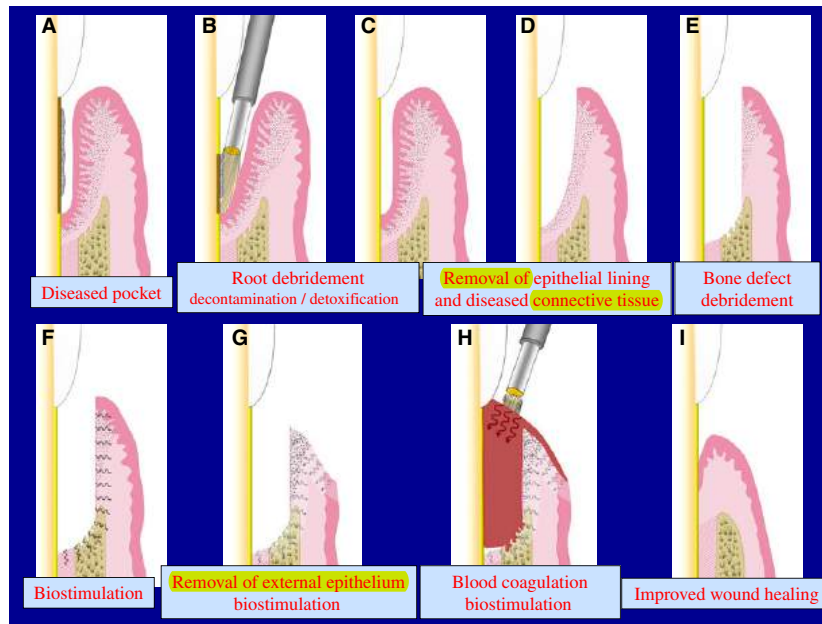 A
B
C
D
E
Diseased pocket
Root debridement
decontamination / detoxification
Removal of epithelial lining
and diseased connective tissue
Bone defect
debridement
F
G
H
I
Biostimulation
Removal of external epithelium
biostimulation
Blood coagulation
biostimulation
Improved wound healing